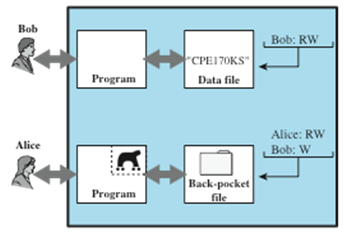 Bob
Program
"CPE170KS"
Data file
Bob: RW
Alice
Program
Back-pocket
file
Alice: RW
Bob: W